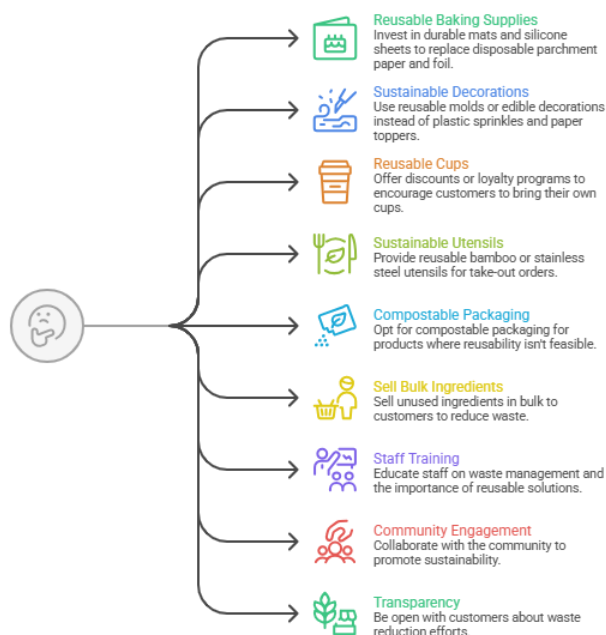 Reusable Baking Supplies
Invest in durable mats and silicone
sheets to replace disposable parchment
paper and foil.
Sustainable Decorations
Use reusable molds or edible decorations
instead of plastic sprinkles and paper
toppers.
Reusable Cups
Offer discounts or loyalty programs to
encourage customers to bring their own
cups.
Sustainable Utensils
Provide reusable bamboo or stainless
steel utensils for take-out orders.
Compostable Packaging
Opt for compostable packaging for
products where reusability isn't feasible.
Sell Bulk Ingredients
Sell unused ingredients in bulk to
customers to reduce waste.
Staff Training
Educate staff on waste management and
the importance of reusable solutions.
Community Engagement
Collaborate with the community to
promote sustainability.
Transparency
Be open with customers about waste
reduction efforts.